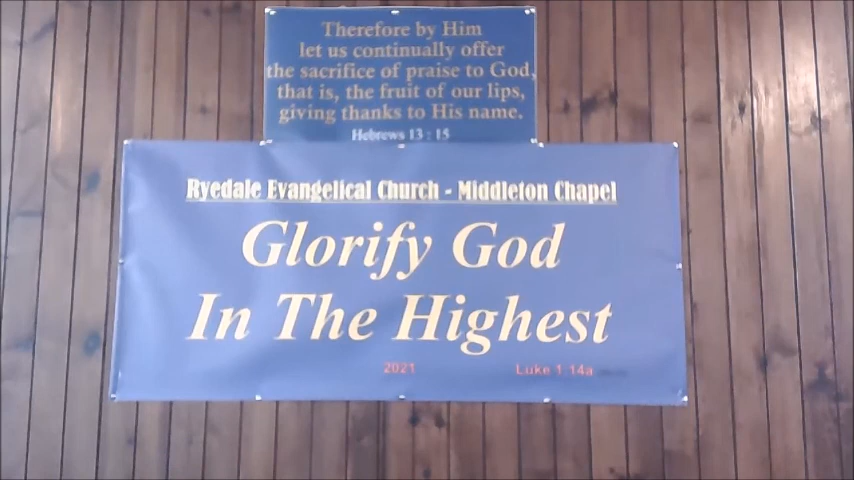 Therefore by Him
let us continually offer
the sacrifice of praise to God,
that is, the fruit of our lips,
giving thanks to His name.
Hebrews 13 : 15
Ryedale Evangelical Church - Middleton Chapel
Glorify God
In The Highest
2021 Luke 1 14a